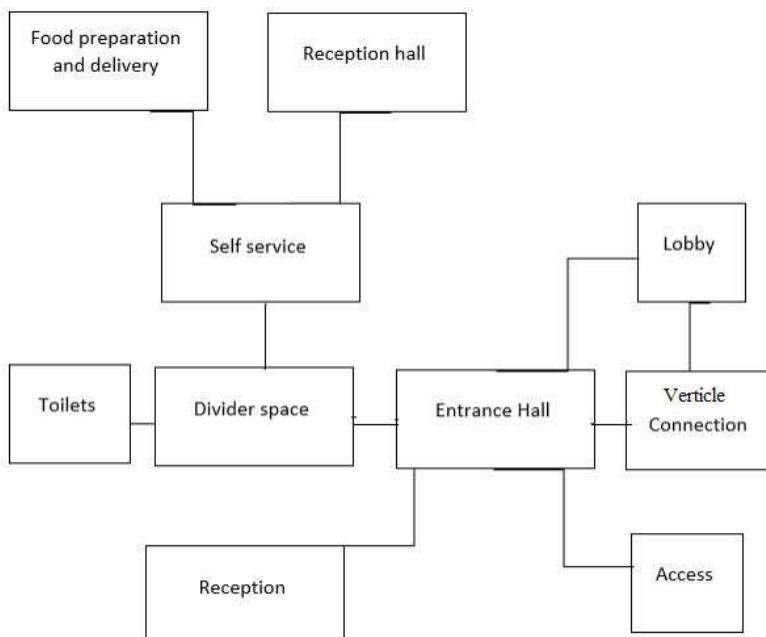 Food preparation
and delivery
Reception hall
Self service
Lobby
Toilets
Divider space
Entrance Hall
Verticle
Connection
Reception
Access